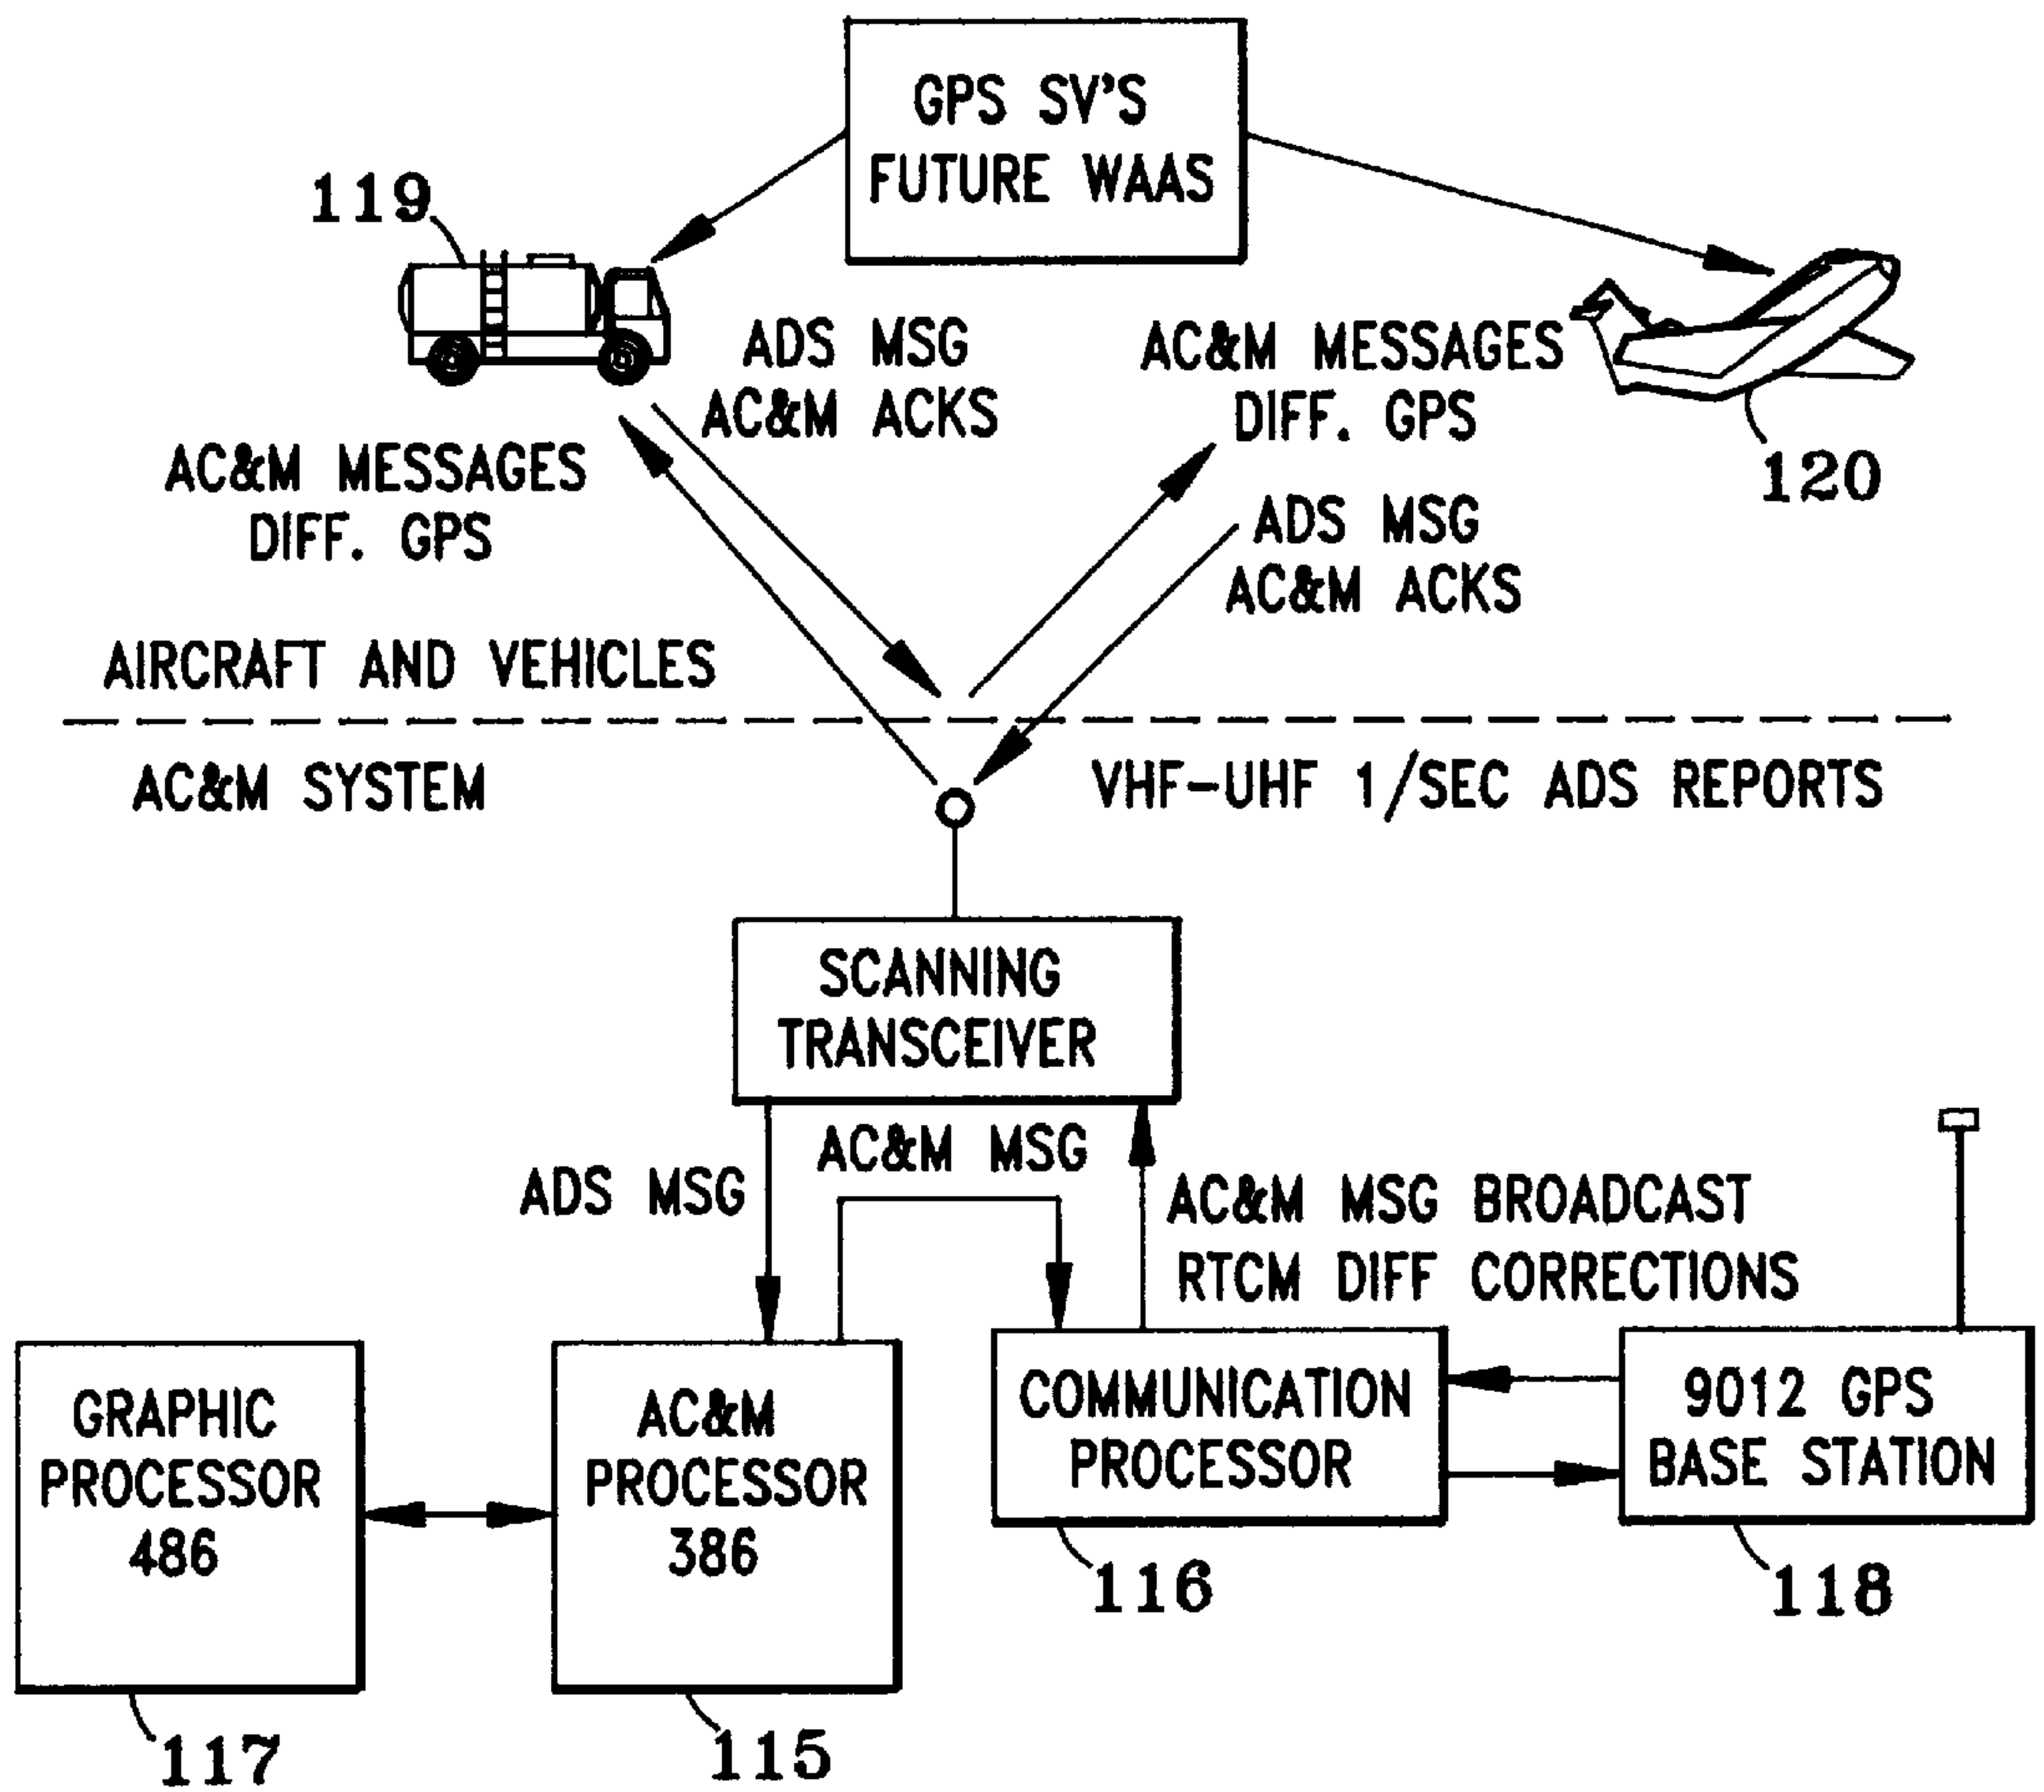 GPS SV'S
FUTURE WAAS
119
ADS MSG
AC&M ACKS
AC&M MESSAGES
DIFF. GPS
120
AC&M MESSAGES
DIFF. GPS
ADS MSG
AC&M ACKS
AIRCRAFT AND VEHICLES
AC&M SYSTEM
VHF-UHF 1/SEC ADS REPORTS
SCANNING
TRANSCEIVER
ADS MSG
AC&M MSG
AC&M MSG BROADCAST
RTCM DIFF CORRECTIONS
GRAPHIC
PROCESSOR
486
AC&M
PROCESSOR
386
COMMUNICATION
PROCESSOR
9012 GPS
BASE STATION
116
118
117
115